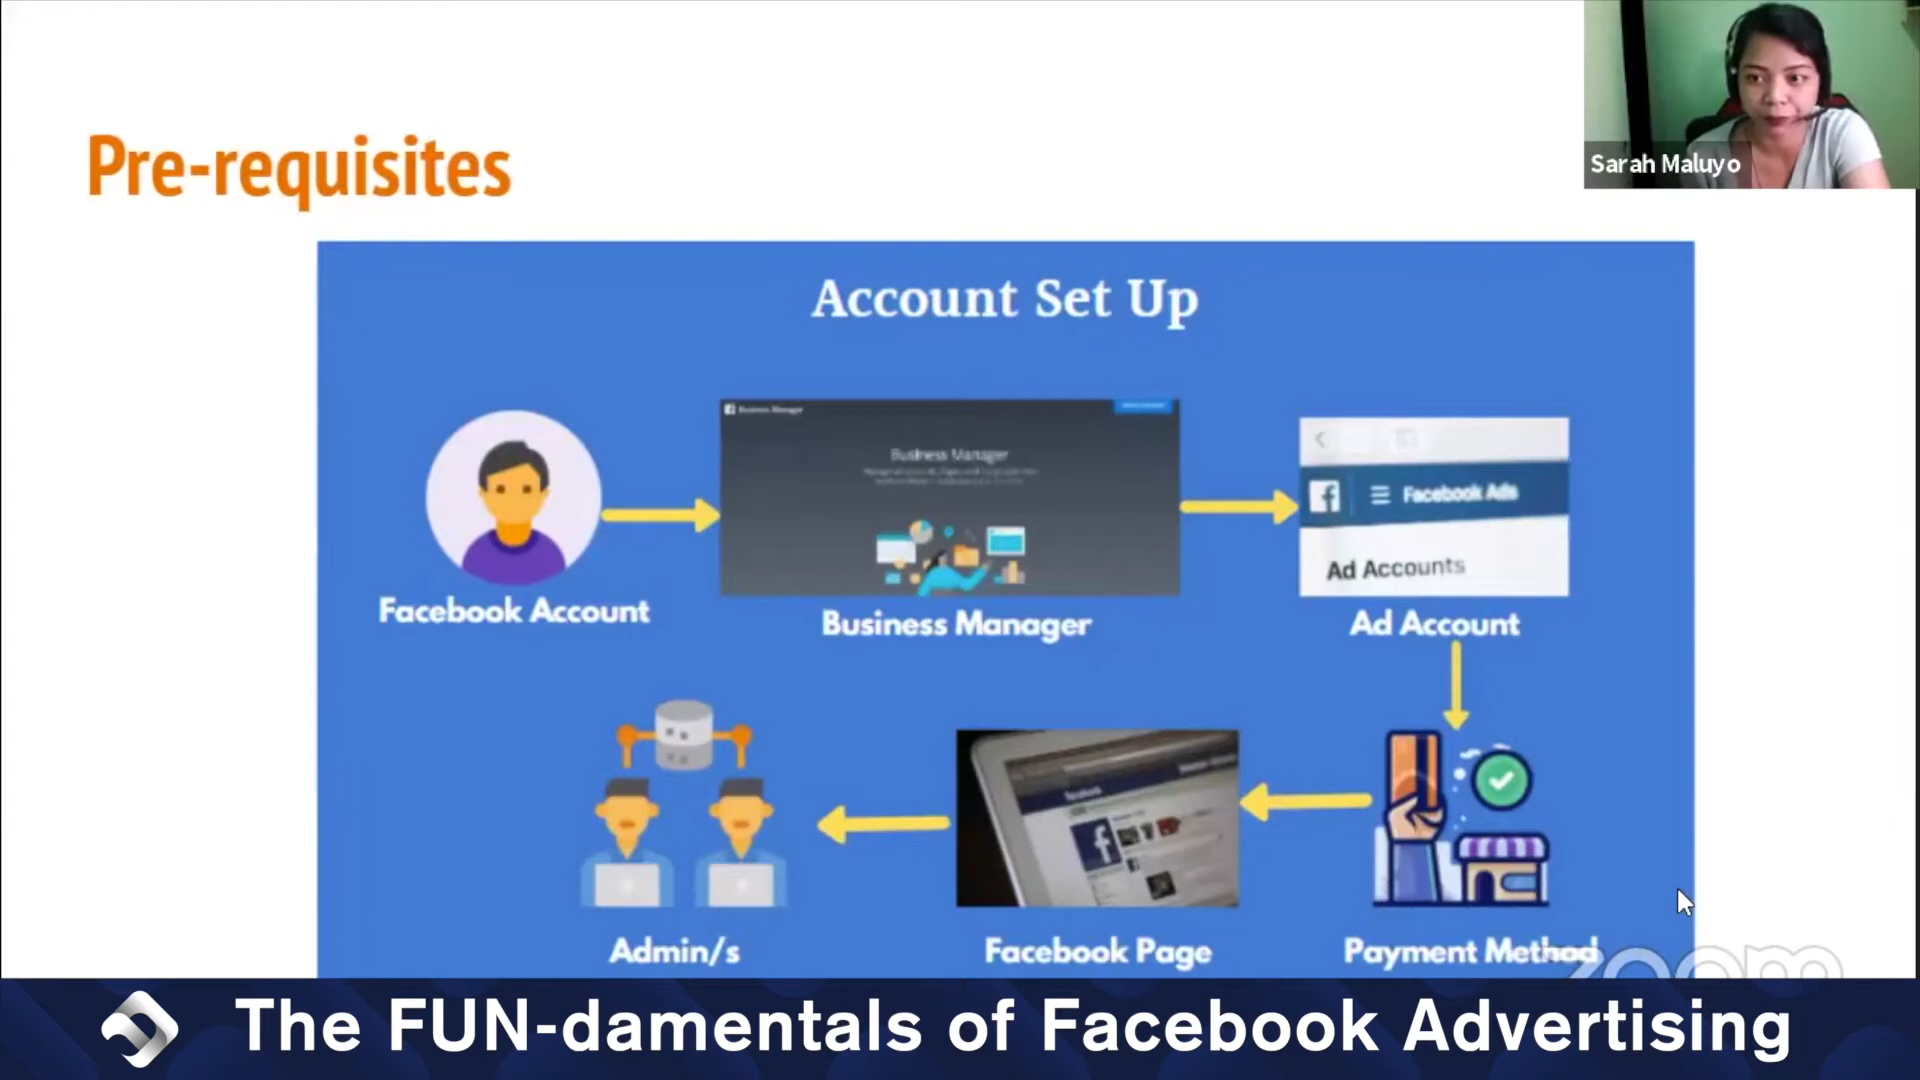 Pre-requisites
Sarah Maluyo
Account Set Up
Business Manager
Business Manager
Facebook Ads
Ad Accounts
Facebook Account
Business Manager
Ad Account
Admin/s
Facebook Page
Payment Method
zoom
The FUN-damentals of Facebook Advertising